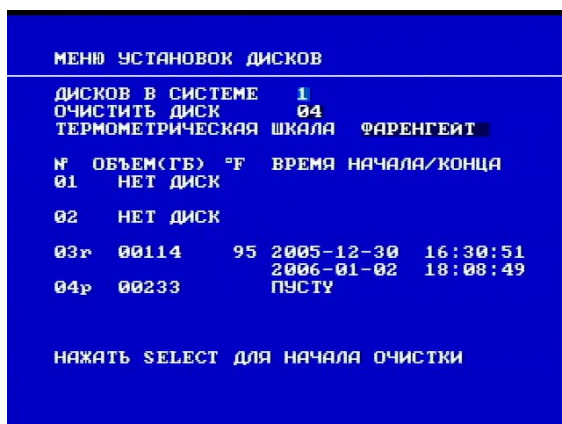 МЕНЮ УСТАНОВОК ДИСКОВ
ДИСКОВ В СИСТЕМЕ 1
ОЧИСТИТЬ ДИСК 04
ТЕРМОМЕТРИЧЕСКАЯ ШКАЛА ФАРЕНГЕЙТ
№ ОБЪЕМ(ГБ) °F ВРЕМЯ НАЧАЛА/КОНЦА
01 НЕТ ДИСК
02 НЕТ ДИСК
03r 00114 95 2005-12-30 16:30:51
2006-01-02 18:08:49
04p 00233 ПУСТУ
НАЖАТЬ SELECT ДЛЯ НАЧАЛА ОЧИСТКИ